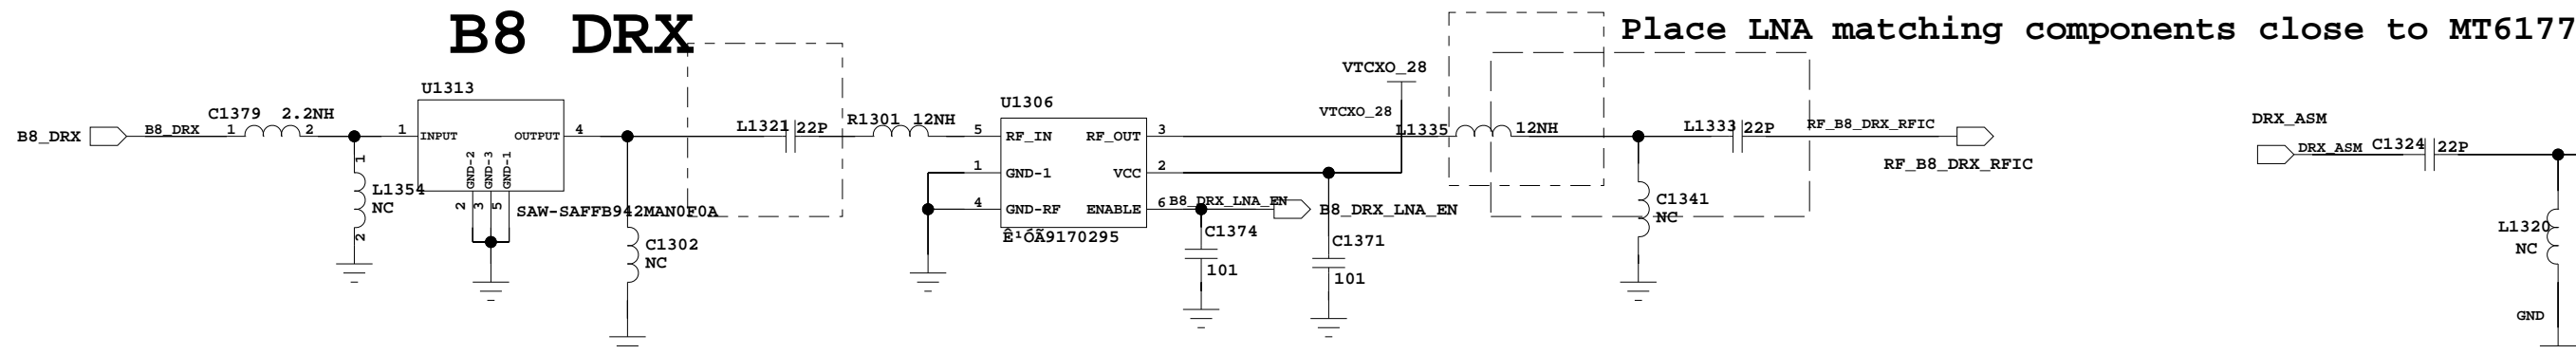 B8 DRX
Place LNA matching components close to MT6177
VTCXO_28
U1313
U1306
C1379 2.2NH
VTCXO_28
DRX_ASM
B8_DRX
B8_DRX
1
2
1
INPUT
OUTPUT
4
L1321
22P
R1301 12NH
5
RF_IN
RF_OUT
3
L1335
12NH
L1333
22P
RF_B8_DRX_RFIC
RF_B8_DRX_RFIC
DRX_ASM
C1324
22P
1
L1354
NC
2
GND-2
GND-3
GND-1
2
3
5
SAW-SAFFB942MAN0F0A
1
GND-1
VCC
2
4
GND-RF
ENABLE
6
B8_DRX_LNA_EN
B8_DRX_LNA_EN
Ê¹ÓÃ9170295
C1302
NC
C1374
101
C1371
101
C1341
NC
L1320
NC
GND